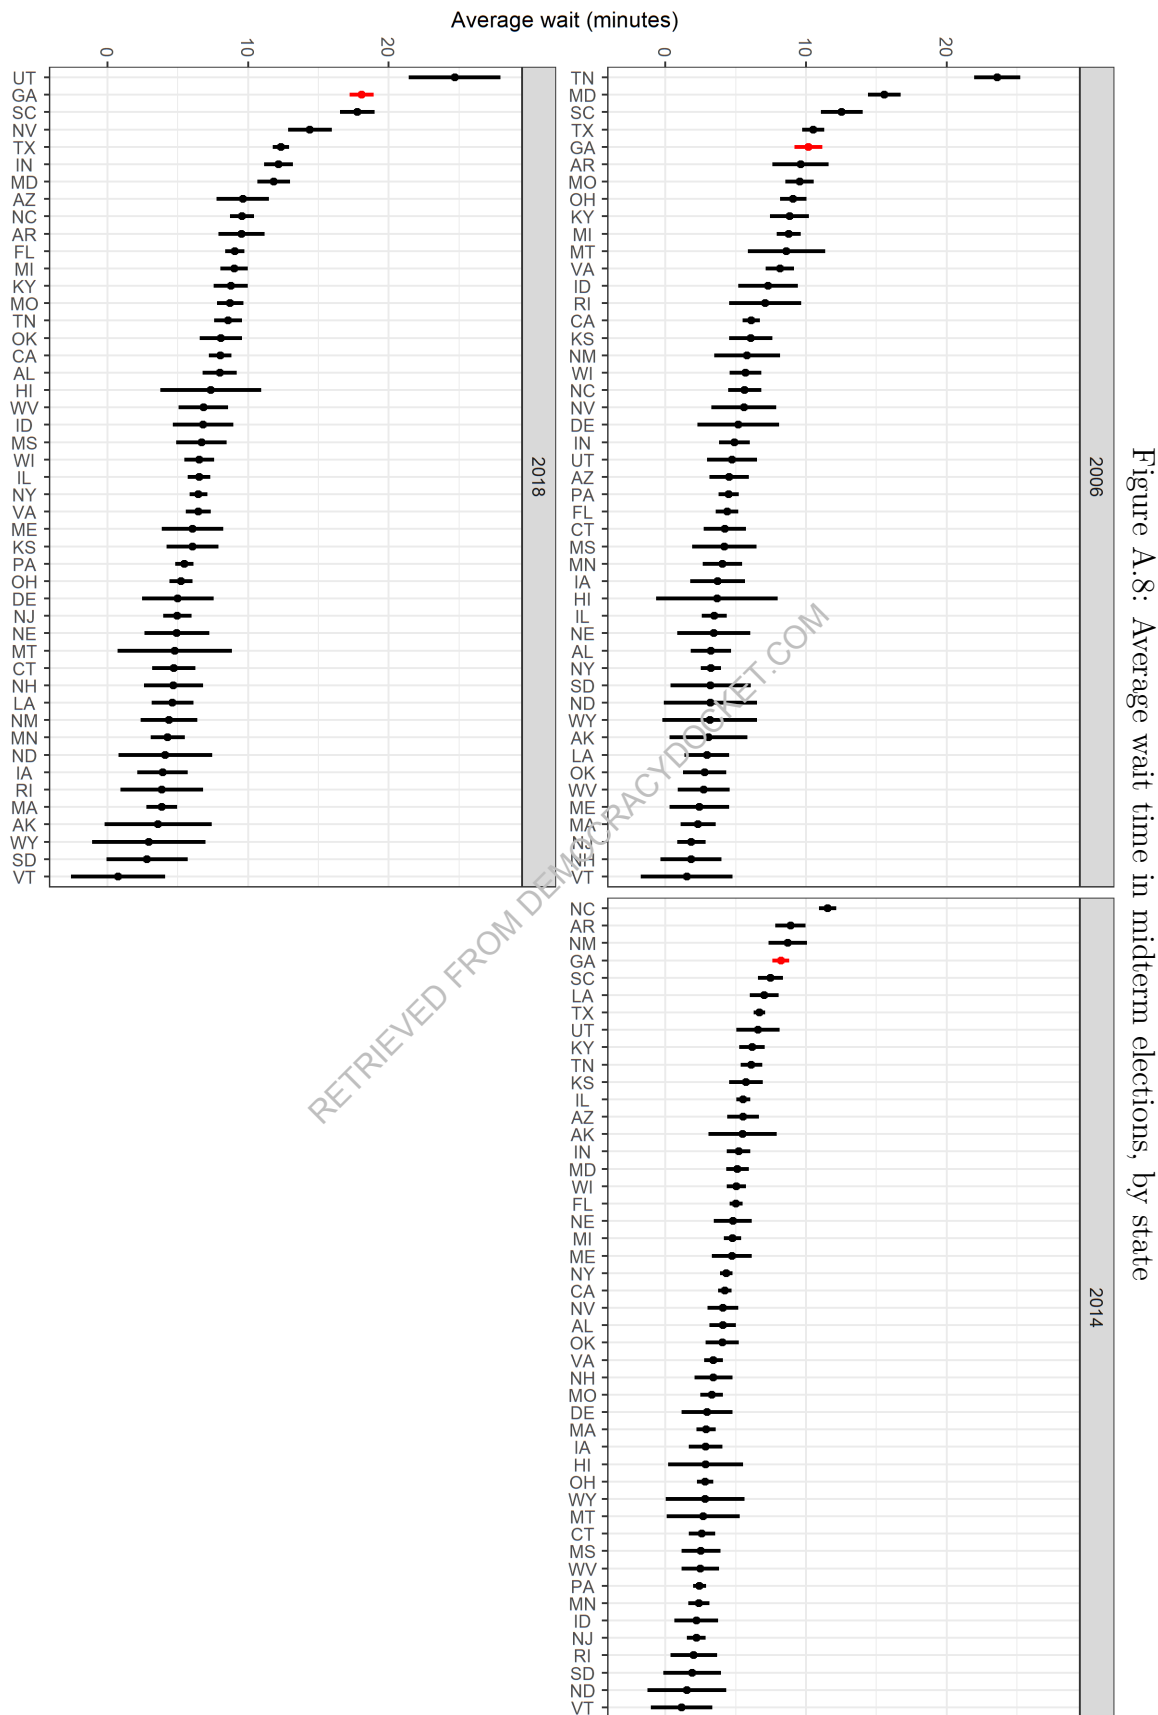 Figure A.8: Average wait time in midterm elections, by state
2006
TN
MD
SC
TX
GA
AR
MO
OH
KY
MI
MT
VA
ID
RI
CA
KS
NM
WI
NC
NV
DE
IN
UT
AZ
PA
FL
CT
MS
MN
IA
HI
IL
NE
AL
NY
SD
ND
WY
AK
LA
OK
WV
ME
MA
NJ
NH
VT
0
10
20
2014
NC
AR
NM
GA
SC
LA
TX
UT
KY
TN
KS
IL
AZ
AK
IN
MD
WI
FL
NE
MI
ME
NY
CA
NV
AL
OK
VA
NH
MO
DE
MA
IA
HI
OH
WY
MT
CT
MS
WV
PA
MN
ID
NJ
RI
SD
ND
VT
2018
UT
GA
SC
NV
TX
IN
MD
AZ
NC
AR
FL
MI
KY
MO
TN
OK
CA
AL
HI
WV
ID
MS
WI
IL
NY
VA
ME
KS
PA
OH
DE
NJ
NE
MT
CT
NH
LA
NM
MN
ND
IA
RI
MA
AK
WY
SD
VT
0
10
20
Average wait (minutes)
RETRIEVED FROM DEMOCRACYDOCKET.COM